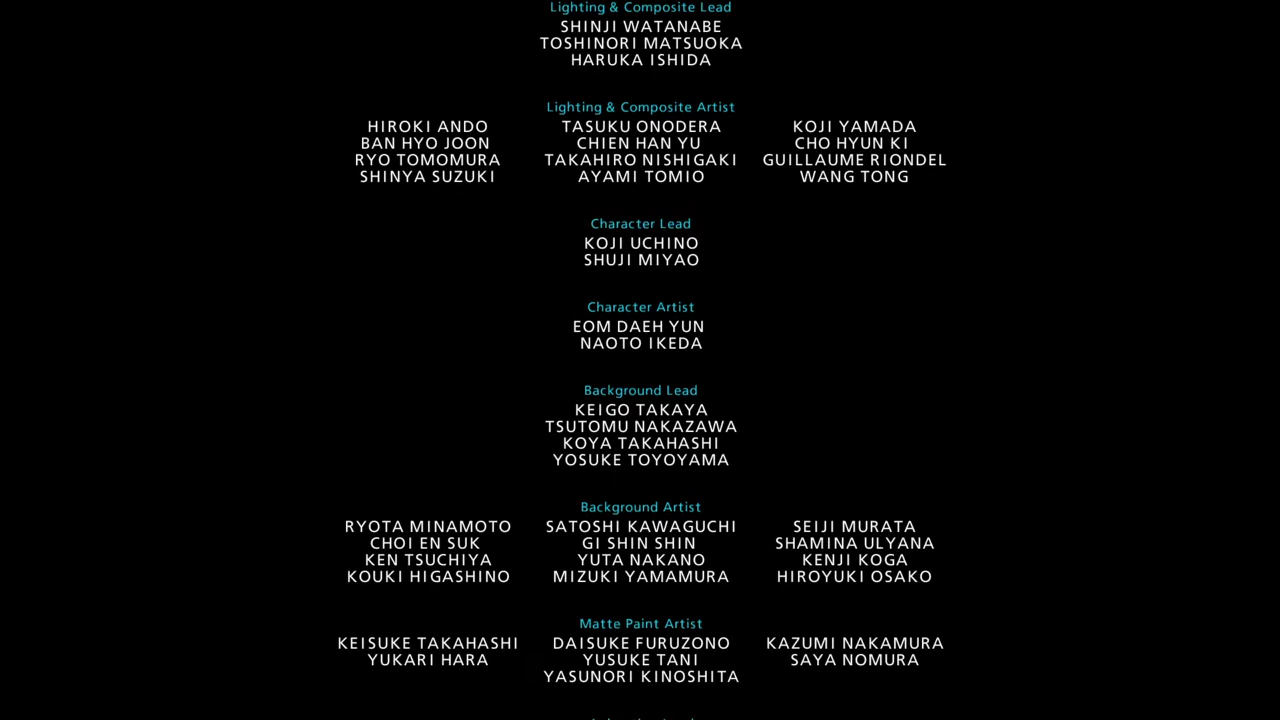 Lighting & Composite Lead
SHINJI WATANABE
TOSHINORI MATSUOKA
HARUKA ISHIDA
Lighting & Composite Artist
HIROKI ANDO TASUKU ONODERA KOJI YAMADA
BAN HYO JOON CHIEN HAN YU CHO HYUN KI
RYO TOMOMURA TAKAHIRO NISHIGAKI GUILLAUME RIONDEL
SHINYA SUZUKI AYAMI TOMIO WANG TONG
Character Lead
KOJI UCHINO
SHUJI MIYAO
Character Artist
EOM DAEH YUN
NAOTO IKEDA
Background Lead
KEIGO TAKAYA
TSUTOMU NAKAZAWA
KOYA TAKAHASHI
YOSUKE TOYOYAMA
Background Artist
RYOTA MINAMOTO SATOSHI KAWAGUCHI SEIJI MURATA
CHOI EN SUK GI SHIN SHIN SHAMINA ULYANA
KEN TSUCHIYA YUTA NAKANO KENJI KOGA
KOUKI HIGASHINO MIZUKI YAMAMURA HIROYUKI OSAKO
Matte Paint Artist
KEISUKE TAKAHASHI DAISUKE FURUZONO KAZUMI NAKAMURA
YUKARI HARA YUSUKE TANI SAYA NOMURA
YASUNORI KINOSHITA